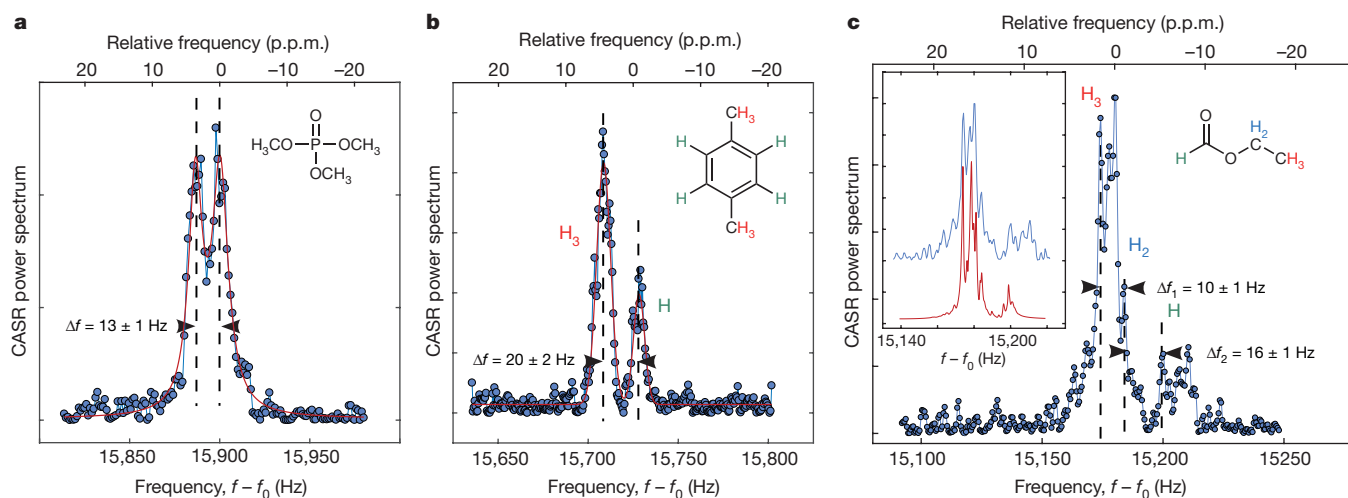 a
Relative frequency (p.p.m.)
20 10 0 –10 –20
CASR power spectrum
O
H₃CO P OCH₃
OCH₃
Δf = 13 ± 1 Hz
15,850 15,900 15,950
Frequency, f – f₀ (Hz)
b
Relative frequency (p.p.m.)
20 10 0 –10 –20
CASR power spectrum
CH₃
H H
H H
CH₃
H₃
H
Δf = 20 ± 2 Hz
15,650 15,700 15,750 15,800
Frequency, f – f₀ (Hz)
c
Relative frequency (p.p.m.)
20 10 0 –10 –20
CASR power spectrum
15,140 15,200
f – f₀ (Hz)
H₃
O H₂
H O CH₃
H₂
Δf₁ = 10 ± 1 Hz
H
Δf₂ = 16 ± 1 Hz
15,100 15,150 15,200 15,250
Frequency, f – f₀ (Hz)